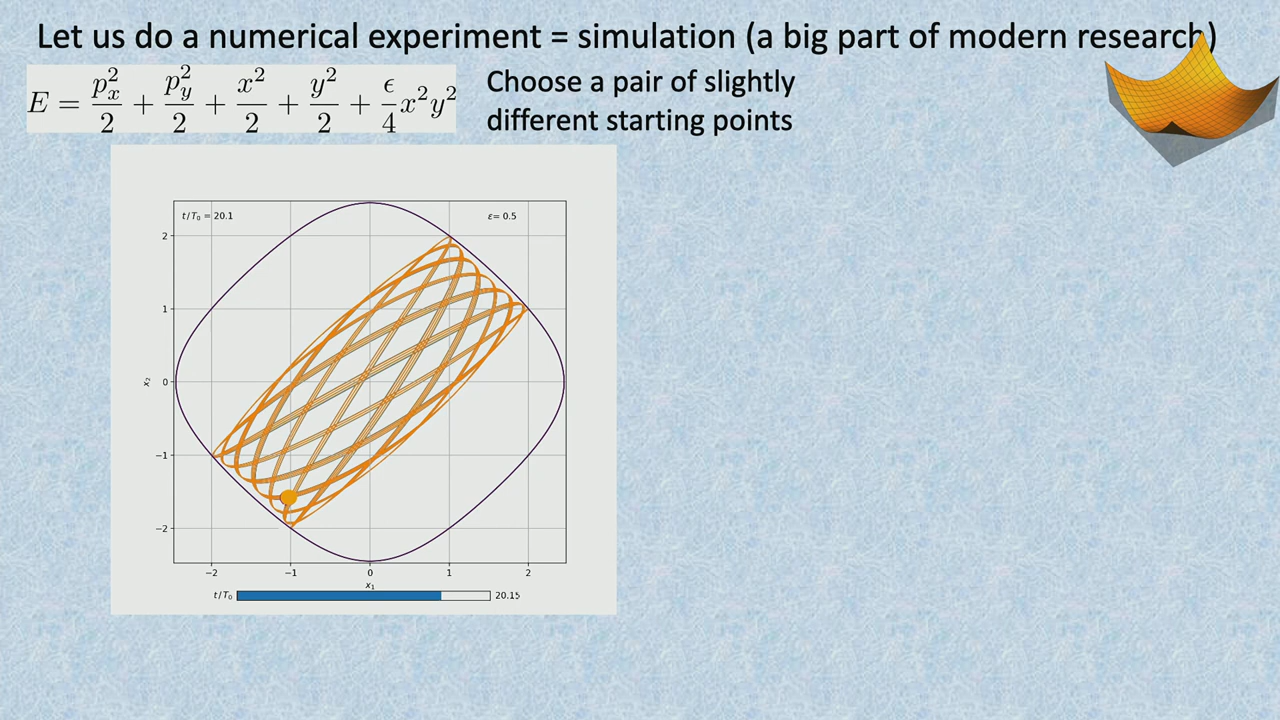 Let us do a numerical experiment = simulation (a big part of modern research)
E = p_x^2/2 + p_y^2/2 + x^2/2 + y^2/2 + ϵ/4 x^2y^2
Choose a pair of slightly
different starting points
t/T₀ = 20.1
ε= 0.5
2
1
0
−1
−2
x₂
−2 −1 0 1 2
x₁
t/T₀ 20.15